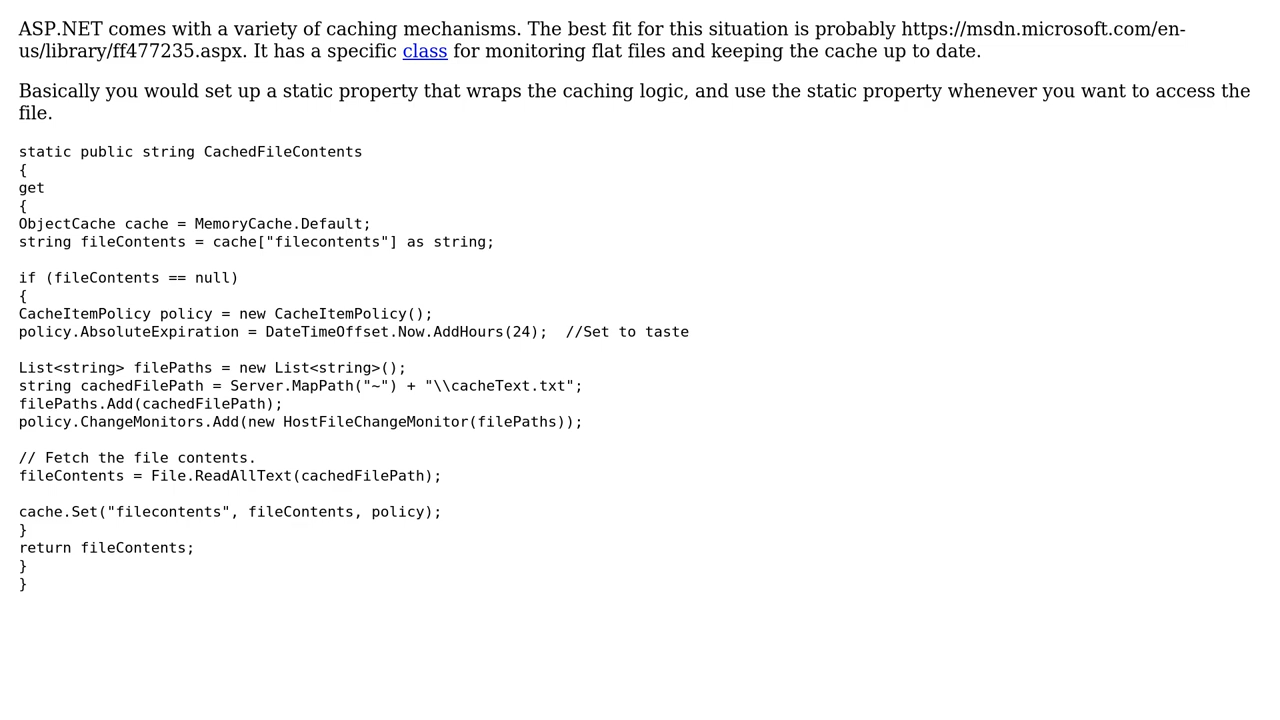 ASP.NET comes with a variety of caching mechanisms. The best fit for this situation is probably https://msdn.microsoft.com/en-
us/library/ff477235.aspx. It has a specific class for monitoring flat files and keeping the cache up to date.
Basically you would set up a static property that wraps the caching logic, and use the static property whenever you want to access the
file.
static public string CachedFileContents
{
get
{
ObjectCache cache = MemoryCache.Default;
string fileContents = cache["filecontents"] as string;
if (fileContents == null)
{
CacheItemPolicy policy = new CacheItemPolicy();
policy.AbsoluteExpiration = DateTimeOffset.Now.AddHours(24);  //Set to taste
List<string> filePaths = new List<string>();
string cachedFilePath = Server.MapPath("~") + "\\cacheText.txt";
filePaths.Add(cachedFilePath);
policy.ChangeMonitors.Add(new HostFileChangeMonitor(filePaths));
// Fetch the file contents.
fileContents = File.ReadAllText(cachedFilePath);
cache.Set("filecontents", fileContents, policy);
}
return fileContents;
}
}